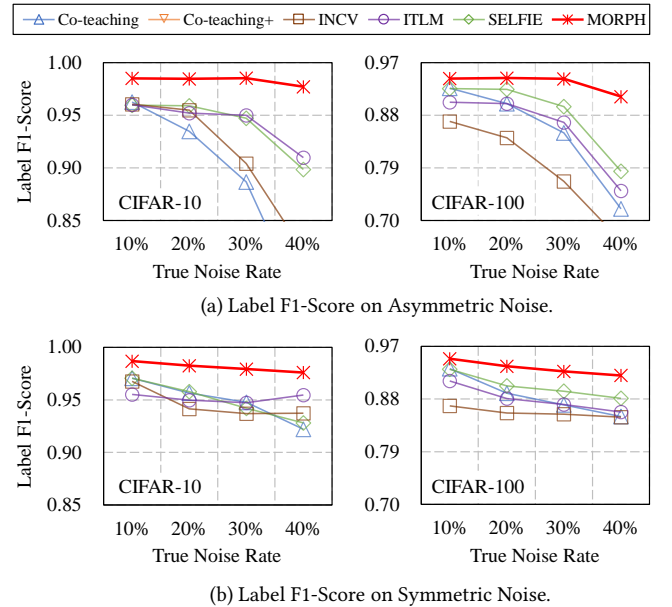 Co-teaching Co-teaching+ INCV ITLM SELFIE MORPH
Label F1-Score
1.00
0.95
0.90
0.85
CIFAR-10
10% 20% 30% 40%
True Noise Rate
0.97
0.88
0.79
0.70
CIFAR-100
10% 20% 30% 40%
True Noise Rate
(a) Label F1-Score on Asymmetric Noise.
Label F1-Score
1.00
0.95
0.90
0.85
CIFAR-10
10% 20% 30% 40%
True Noise Rate
0.97
0.88
0.79
0.70
CIFAR-100
10% 20% 30% 40%
True Noise Rate
(b) Label F1-Score on Symmetric Noise.